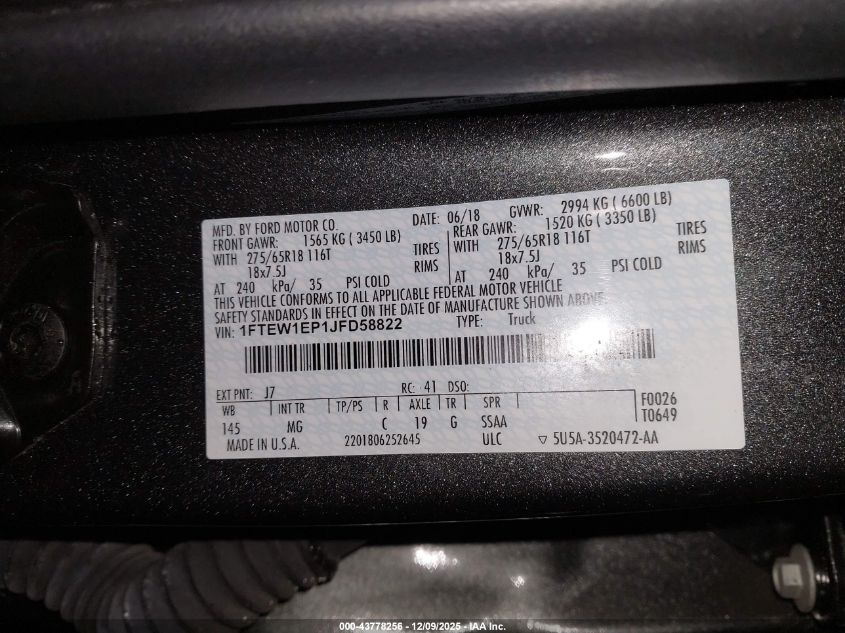 MFD. BY FORD MOTOR CO. DATE: 06/18 GVWR: 2994 KG ( 6600 LB)
FRONT GAWR: 1565 KG ( 3450 LB) REAR GAWR: 1520 KG ( 3350 LB)
WITH 275/65R18 116T TIRES WITH 275/65R18 116T TIRES
18x7.5J RIMS 18x7.5J RIMS
AT 240 kPa/ 35 PSI COLD AT 240 kPa/ 35 PSI COLD
THIS VEHICLE CONFORMS TO ALL APPLICABLE FEDERAL MOTOR VEHICLE
SAFETY STANDARDS IN EFFECT ON THE DATE OF MANUFACTURE SHOWN ABOVE.
VIN: 1FTEW1EP1JFD58822 TYPE: Truck
EXT PNT: J7 RC: 41 DSO: F0026
WB INT TR TP/PS R AXLE TR SPR T0649
145 MG C 19 G SSAA
MADE IN U.S.A. 2201806252645 ULC ▽ 5U5A-3520472-AA
000-43778256 - 12/09/2025 - IAA Inc.